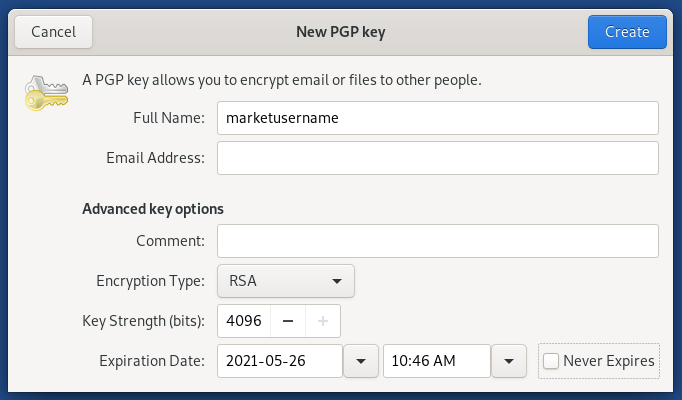 Cancel New PGP key Create
A PGP key allows you to encrypt email or files to other people.
Full Name: marketusername
Email Address:
Advanced key options
Comment:
Encryption Type: RSA
Key Strength (bits): 4096 − +
Expiration Date: 2021-05-26 10:46 AM Never Expires